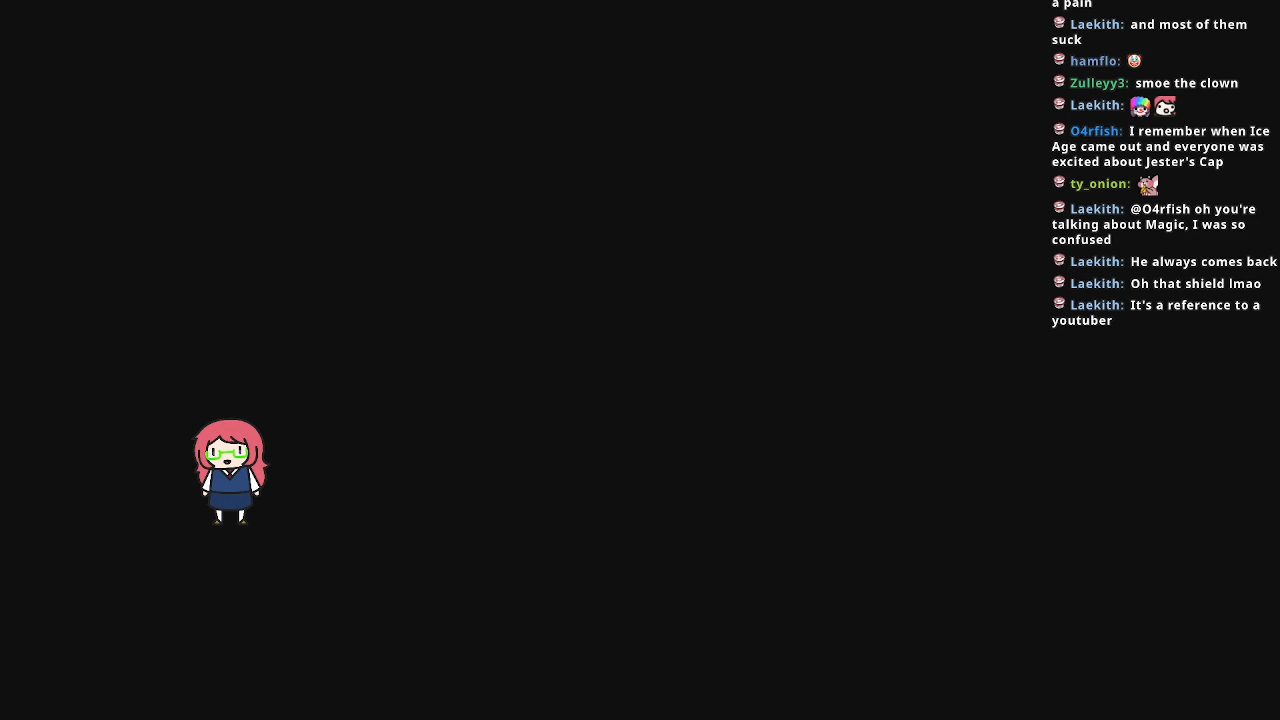 a pain
Laekith: and most of them
suck
hamflo:
Zulleyy3: smoe the clown
Laekith:
O4rfish: I remember when Ice
Age came out and everyone was
excited about Jester's Cap
ty_onion:
Laekith: @O4rfish oh you're
talking about Magic, I was so
confused
Laekith: He always comes back
Laekith: Oh that shield lmao
Laekith: It's a reference to a
youtuber